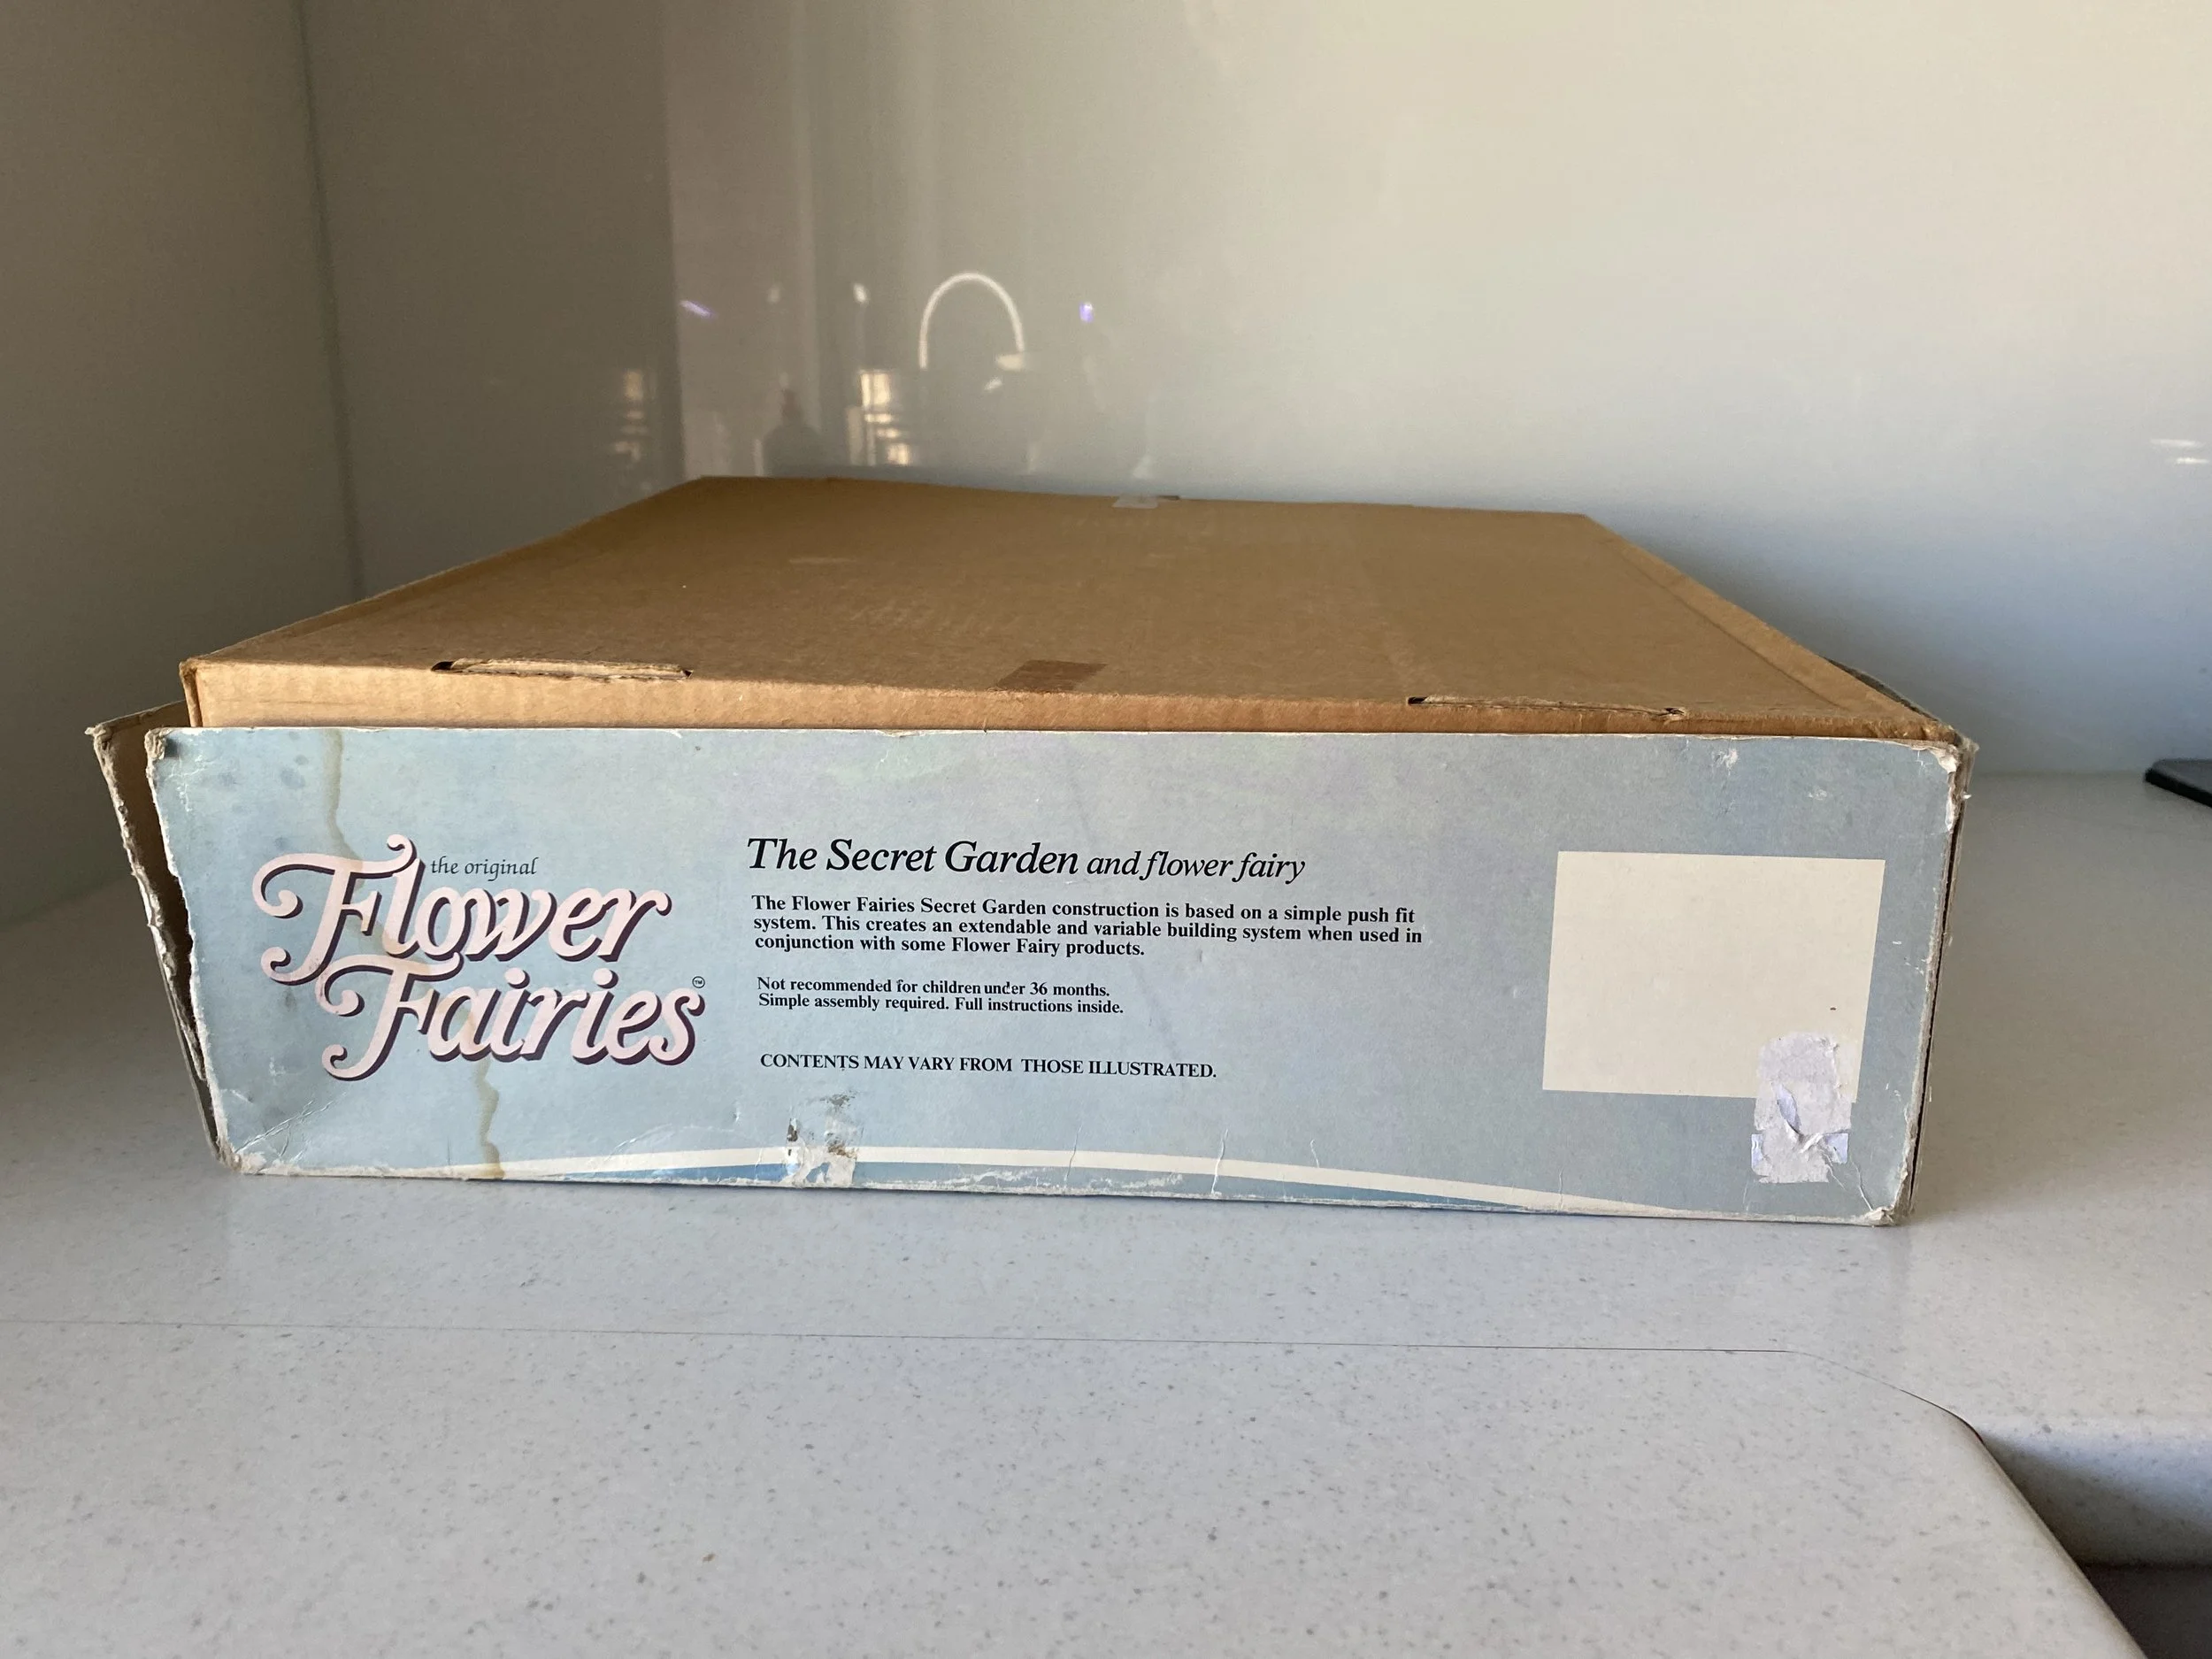 the original
Flower
Fairies™
The Secret Garden and flower fairy
The Flower Fairies Secret Garden construction is based on a simple push fit
system. This creates an extendable and variable building system when used in
conjunction with some Flower Fairy products.
Not recommended for children under 36 months.
Simple assembly required. Full instructions inside.
CONTENTS MAY VARY FROM THOSE ILLUSTRATED.